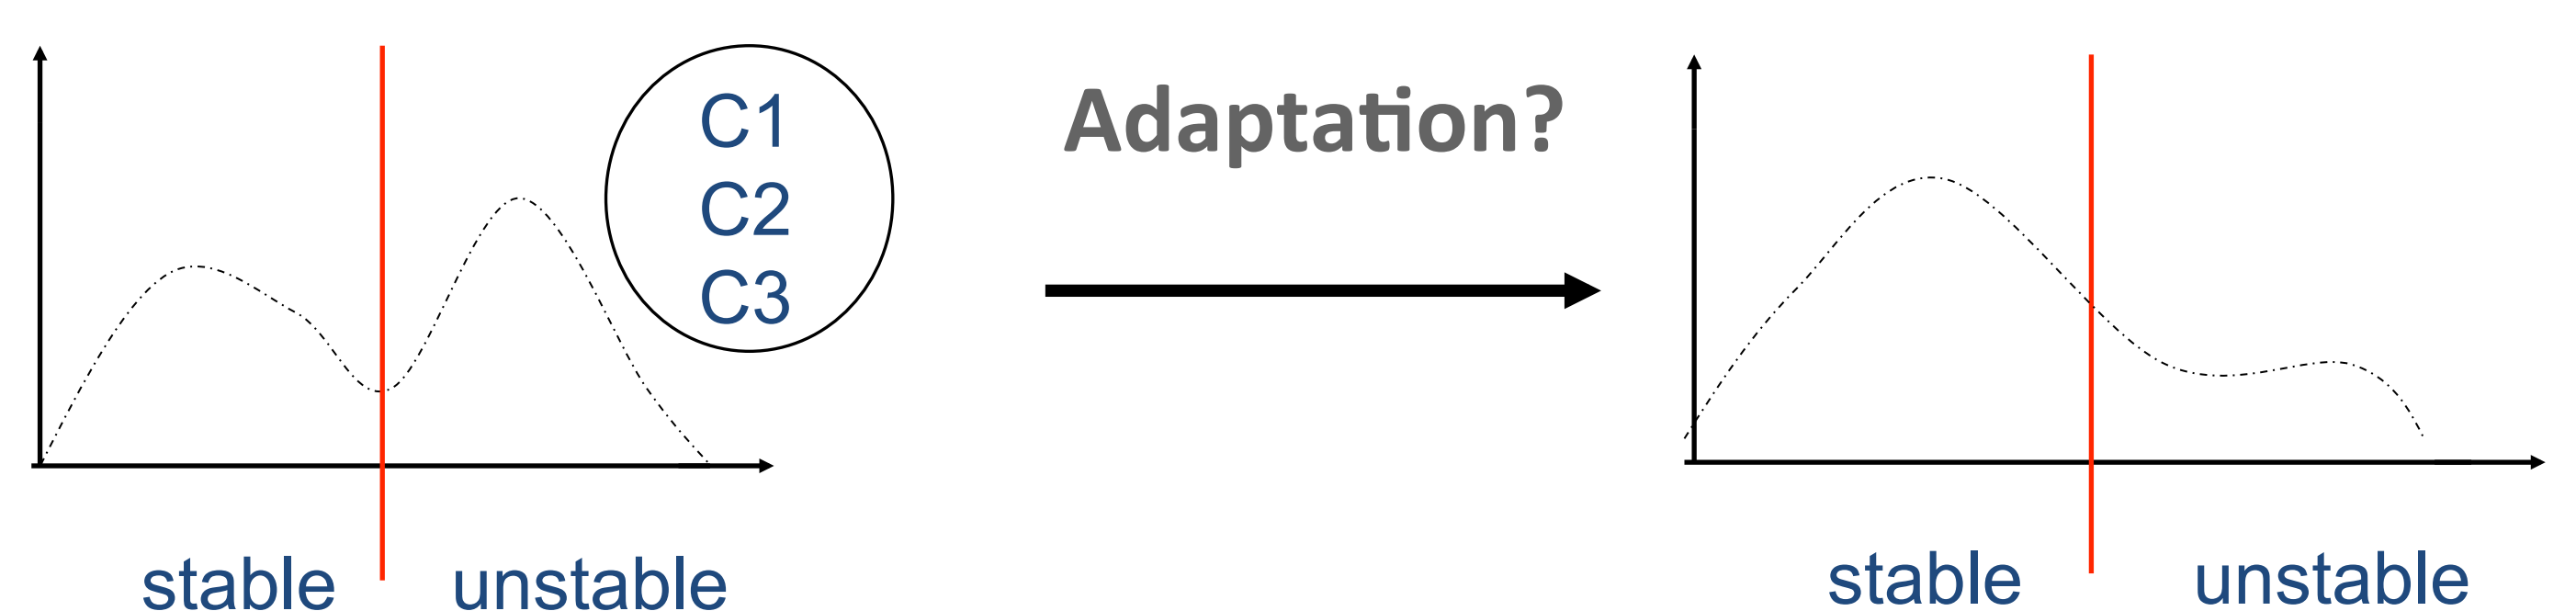 C1
C2
C3
Adaptation?
stable
unstable
stable
unstable